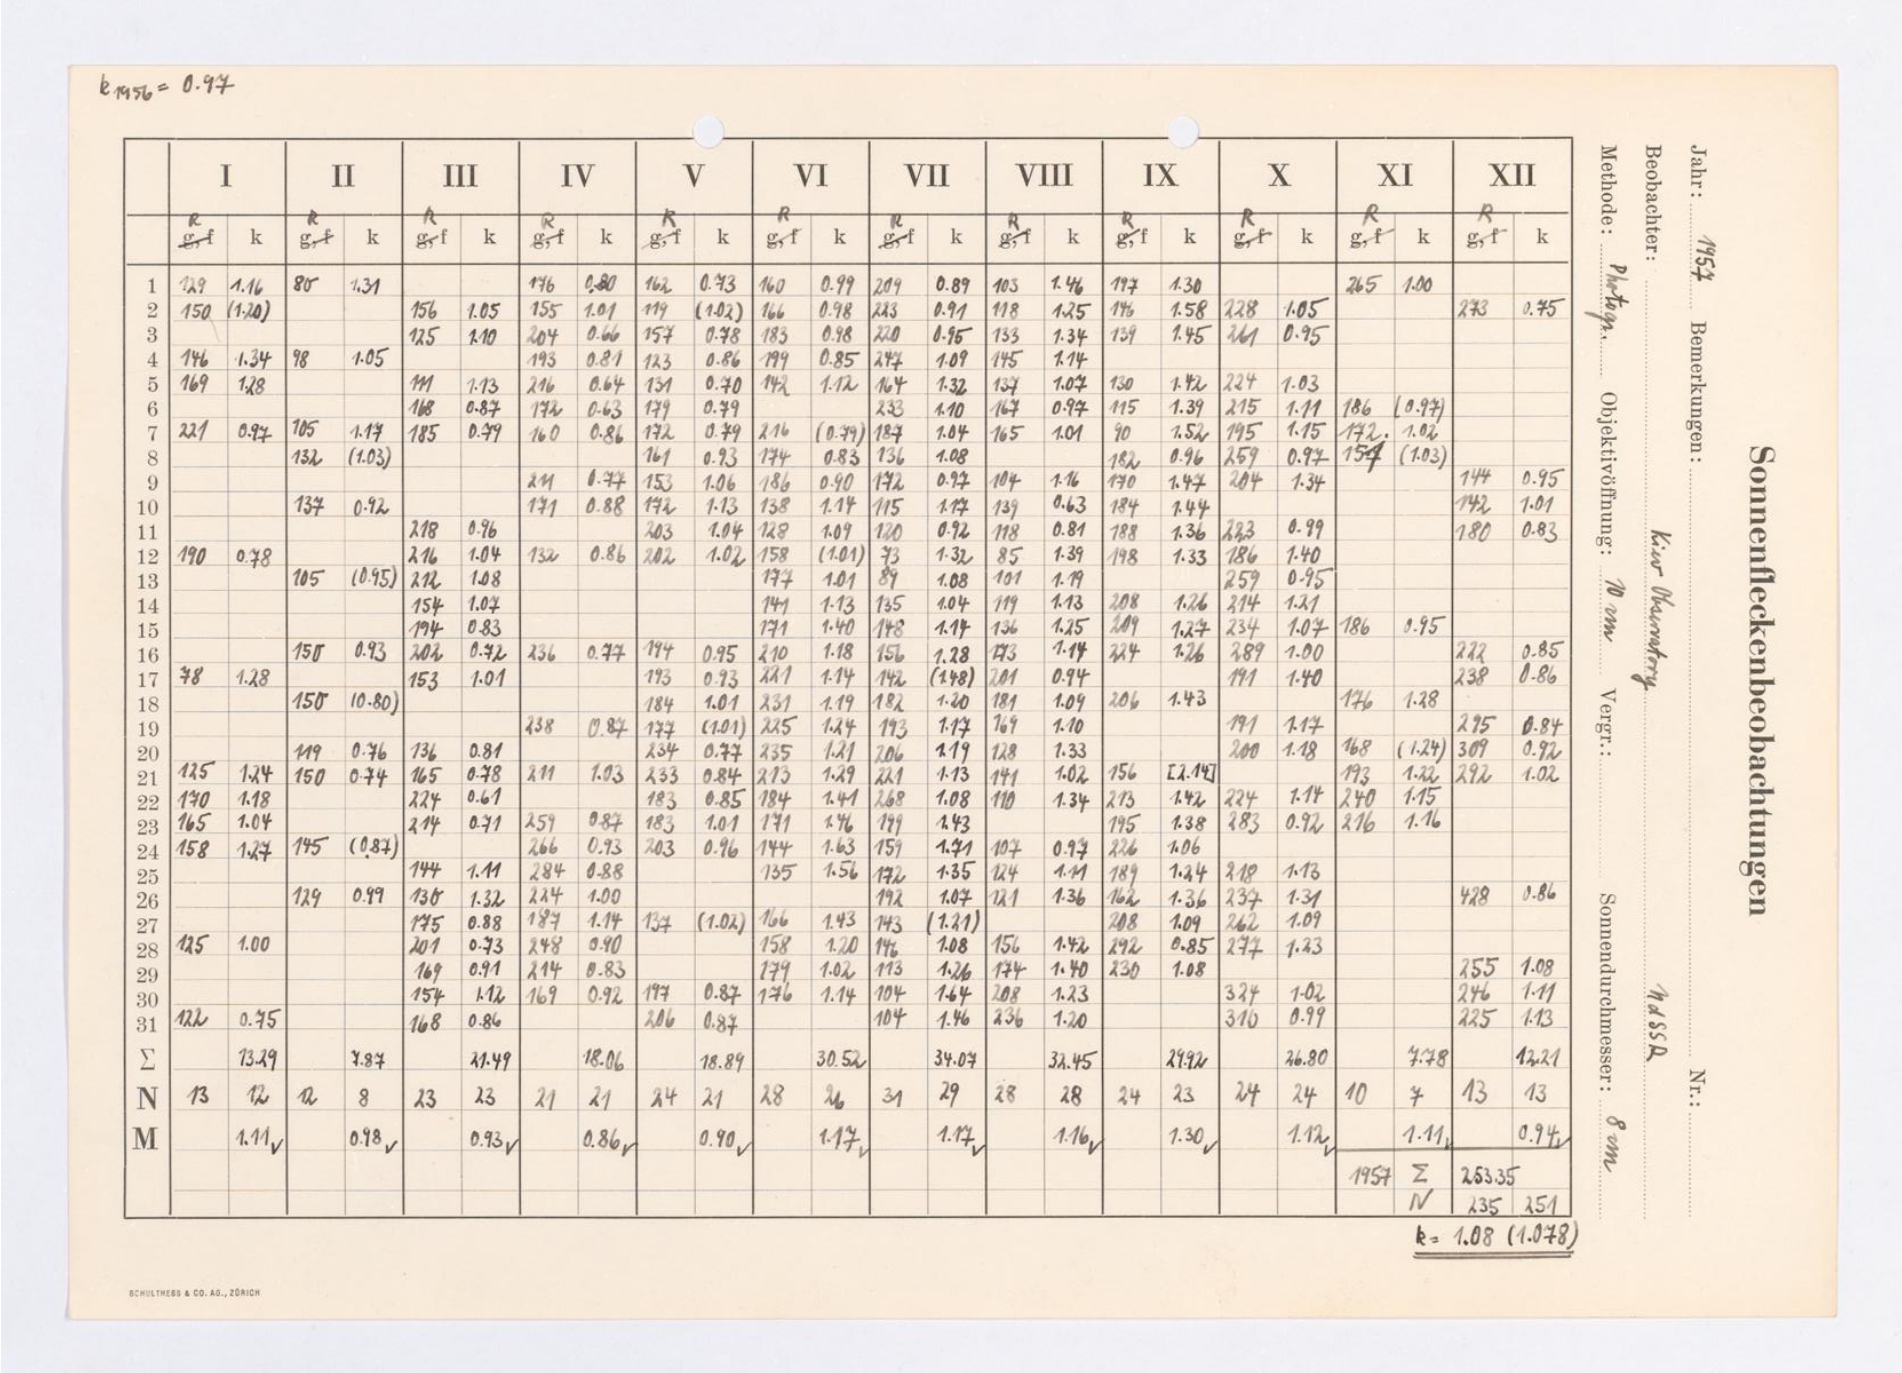 k1956 = 0.97
I II III IV V VI VII VIII IX X XI XII
R R R R R R R R R R R R
g, f k g, f k g, f k g, f k g, f k g, f k g, f k g, f k g, f k g, f k g, f k g, f k
1 129 1.16 80 1.31 176 0.80 162 0.73 160 0.99 209 0.89 103 1.46 197 1.30 265 1.00
2 150 (1.20) 156 1.05 155 1.01 119 (1.02) 166 0.98 223 0.91 118 1.25 146 1.58 228 1.05 273 0.75
3 125 1.10 204 0.66 157 0.78 183 0.98 220 0.95 133 1.34 139 1.45 261 0.95
4 146 1.34 98 1.05 193 0.81 123 0.86 199 0.85 247 1.09 145 1.14
5 169 1.28 111 1.13 216 0.64 131 0.70 142 1.12 164 1.32 137 1.07 130 1.42 224 1.03
6 168 0.87 172 0.63 179 0.79 233 1.10 167 0.97 115 1.39 215 1.11 186 (0.97)
7 221 0.97 105 1.17 185 0.79 160 0.86 172 0.79 216 (0.79) 187 1.04 165 1.01 90 1.52 195 1.15 172. 1.02
8 132 (1.03) 161 0.93 174 0.83 136 1.08 182 0.96 259 0.97 157 (1.03)
9 211 0.77 153 1.06 186 0.90 172 0.97 104 1.16 170 1.47 204 1.34 144 0.95
10 137 0.92 171 0.88 172 1.13 138 1.14 115 1.17 139 0.63 184 1.44 142 1.01
11 218 0.96 203 1.04 128 1.09 120 0.92 118 0.81 188 1.36 223 0.99 180 0.83
12 190 0.78 216 1.04 132 0.86 202 1.02 158 (1.01) 73 1.32 85 1.39 198 1.33 186 1.40
13 105 (0.95) 212 1.08 177 1.01 89 1.08 101 1.19 259 0.95
14 154 1.07 141 1.13 135 1.04 119 1.13 208 1.26 214 1.21
15 194 0.83 171 1.40 148 1.14 136 1.25 209 1.27 234 1.07 186 0.95
16 150 0.93 202 0.72 236 0.77 194 0.95 210 1.18 156 1.28 173 1.14 224 1.26 289 1.00 222 0.85
17 78 1.28 153 1.01 193 0.93 221 1.14 142 (1.48) 201 0.94 191 1.40 238 0.86
18 150 (0.80) 184 1.01 231 1.19 182 1.20 181 1.09 206 1.43 176 1.28
19 238 0.87 177 (1.01) 225 1.24 193 1.17 169 1.10 191 1.17 295 0.84
20 119 0.76 136 0.81 234 0.77 235 1.21 206 1.19 128 1.33 200 1.18 168 (1.24) 309 0.92
21 125 1.24 150 0.74 165 0.78 211 1.03 233 0.84 213 1.29 221 1.13 141 1.02 156 [2.14] 193 1.22 292 1.02
22 170 1.18 224 0.61 183 0.85 184 1.41 268 1.08 110 1.34 213 1.42 224 1.14 240 1.15
23 165 1.04 214 0.71 259 0.87 183 1.01 171 1.46 199 1.43 195 1.38 283 0.92 216 1.16
24 158 1.27 145 (0.87) 266 0.93 203 0.96 144 1.63 159 1.71 107 0.97 226 1.06
25 144 1.11 284 0.88 135 1.56 172 1.35 124 1.11 189 1.24 218 1.13
26 129 0.99 130 1.32 224 1.00 192 1.07 121 1.36 162 1.36 237 1.31 428 0.86
27 175 0.88 187 1.14 137 (1.02) 166 1.43 143 (1.21) 208 1.09 262 1.09
28 125 1.00 201 0.73 248 0.90 158 1.20 146 1.08 156 1.42 292 0.85 277 1.23
29 169 0.91 214 0.83 179 1.02 113 1.26 174 1.40 230 1.08 255 1.08
30 154 1.12 169 0.92 197 0.87 176 1.14 104 1.64 208 1.23 324 1.02 246 1.11
31 122 0.75 168 0.86 206 0.87 104 1.46 236 1.20 310 0.99 225 1.13
Σ 13.29 7.87 21.49 18.06 18.89 30.52 34.07 32.45 29.92 26.80 7.78 12.21
N 13 12 12 8 23 23 21 21 24 21 28 26 31 29 28 28 24 23 24 24 10 7 13 13
M 1.11 0.98 0.93 0.86 0.90 1.17 1.17 1.16 1.30 1.12 1.11 0.94
1957 Σ 253.35
N 235 251
k = 1.08 (1.078)
SCHULTHESS & CO. AG., ZÜRICH
Sonnenfleckenbeobachtungen
Jahr: 1957 Bemerkungen: Nr.:
Beobachter: Kiew Observatory UdSSR
Methode: Photogr. Objektivöffnung: 10 cm Vergr.: Sonnendurchmesser: 8 cm